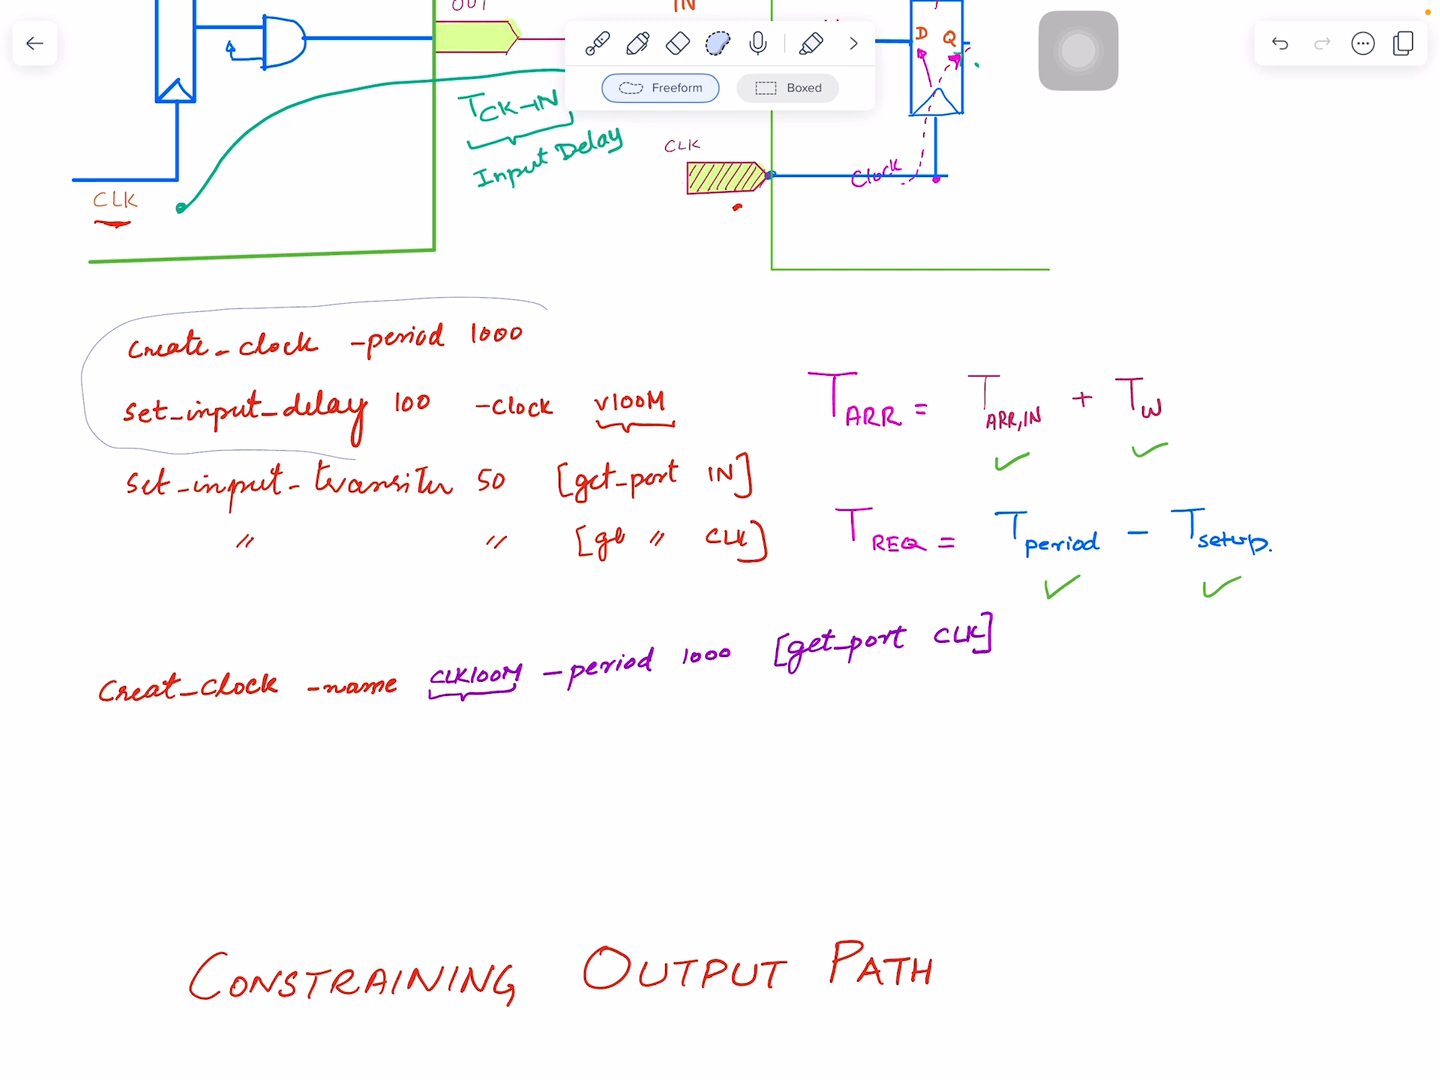 OUT
IN
Freeform
Boxed
D Q
TCK-IN
Input Delay
CLK
Clock
CLK
create_clock -period 1000
set_input_delay 100 -clock v100M
set_input_transiton 50 [get_port IN]
" " [ge " CLK]
TARR = TARR,IN + TW
TREQ = Tperiod - Tsetup.
Creat_clock -name CLK100M -period 1000 [get_port CLK]
CONSTRAINING OUTPUT PATH